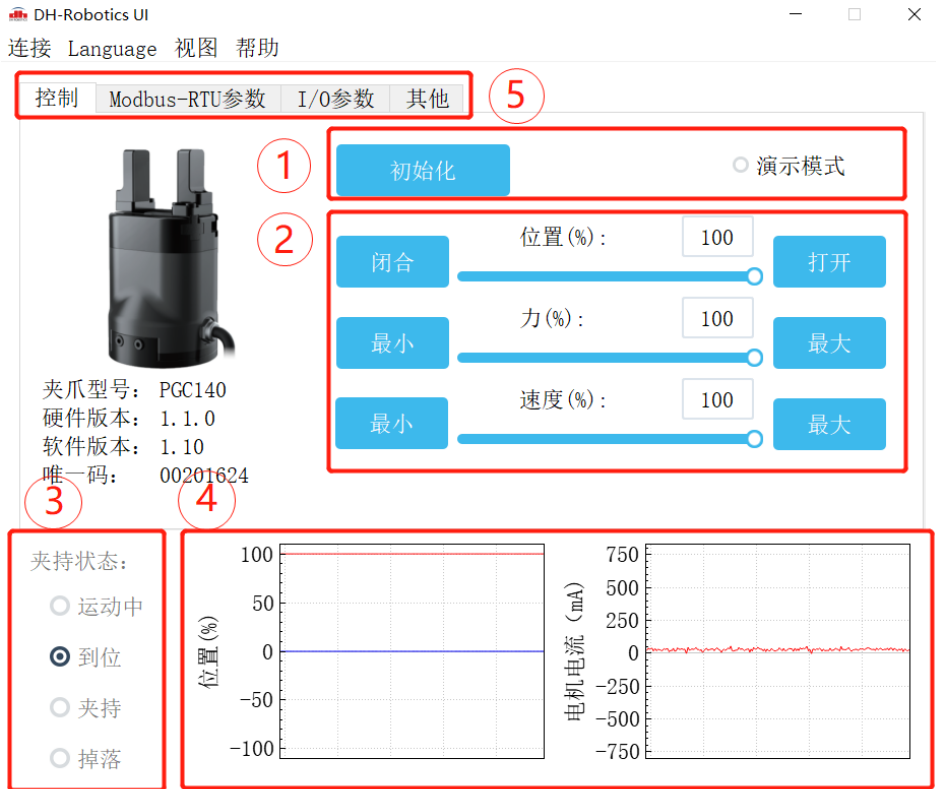 DH-Robotics UI
连接 Language 视图 帮助
控制 Modbus-RTU参数 I/O参数 其他 5
1 初始化 演示模式
2
位置(%): 100
闭合 打开
力(%): 100
最小 最大
速度(%): 100
最小 最大
夹爪型号: PGC140
硬件版本: 1.1.0
软件版本: 1.10
唯一码: 00201624
3
夹持状态:
运动中
到位
夹持
掉落
4
位置(%)
100
50
0
-50
-100
电机电流 (mA)
750
500
250
0
-250
-500
-750